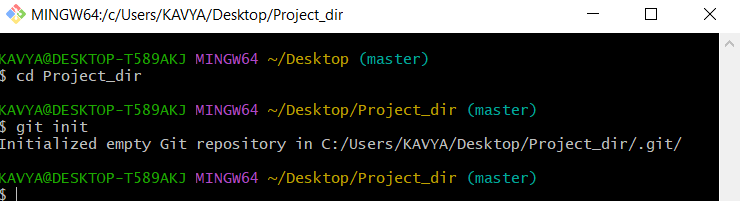 MINGW64:/c/Users/KAVYA/Desktop/Project_dir
KAVYA@DESKTOP-T589AKJ MINGW64 ~/Desktop (master)
$ cd Project_dir
KAVYA@DESKTOP-T589AKJ MINGW64 ~/Desktop/Project_dir (master)
$ git init
Initialized empty Git repository in C:/Users/KAVYA/Desktop/Project_dir/.git/
KAVYA@DESKTOP-T589AKJ MINGW64 ~/Desktop/Project_dir (master)
$